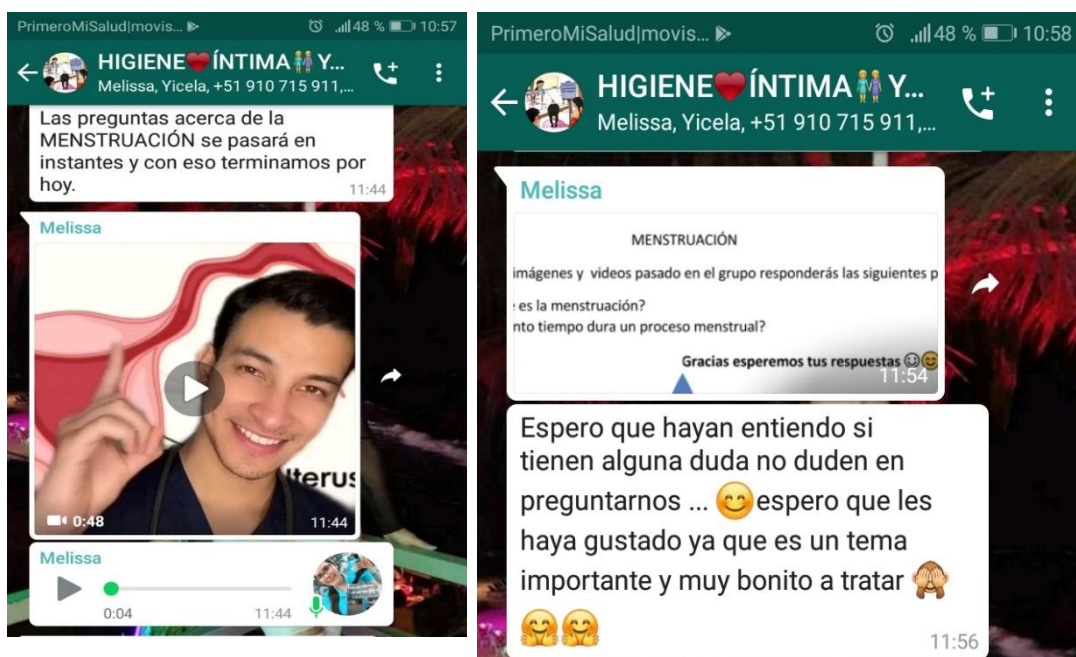 PrimeroMiSalud|movis... 48 % 10:57
HIGIENE❤️ÍNTIMA👭Y...
Melissa, Yicela, +51 910 715 911,...
Las preguntas acerca de la
MENSTRUACIÓN se pasará en
instantes y con eso terminamos por
hoy.
11:44
Melissa
0:48 11:44
Melissa
0:04 11:44
PrimeroMiSalud|movis... 48 % 10:58
HIGIENE❤️ÍNTIMA👭Y...
Melissa, Yicela, +51 910 715 911,...
Melissa
MENSTRUACIÓN
imágenes y videos pasado en el grupo responderás las siguientes p
es la menstruación?
nto tiempo dura un proceso menstrual?
Gracias esperemos tus respuestas ☺😊
11:54
Espero que hayan entiendo si
tienen alguna duda no duden en
preguntarnos ... 😊espero que les
haya gustado ya que es un tema
importante y muy bonito a tratar 🙈
🤗🤗
11:56